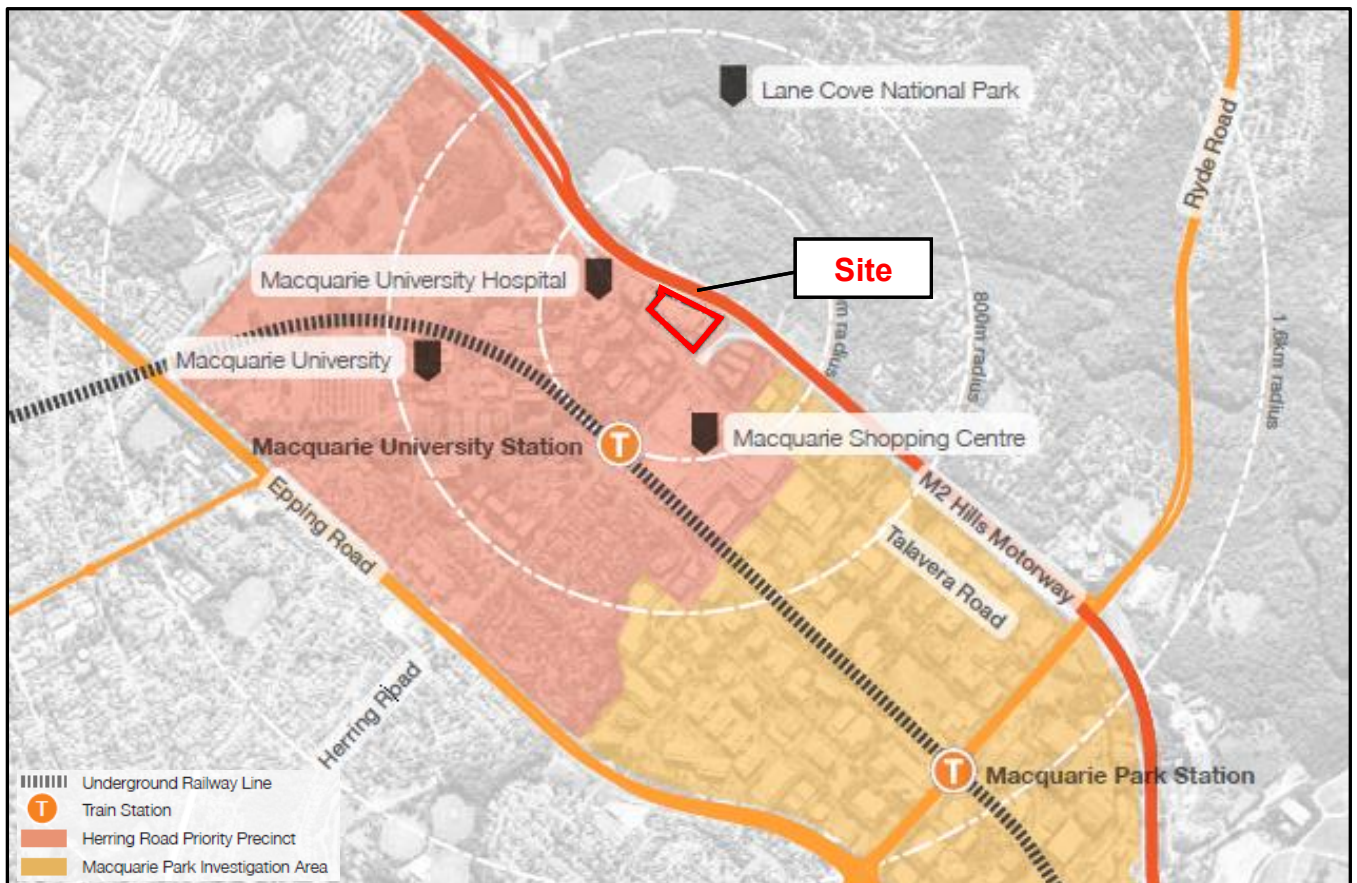 Lane Cove National Park
Ryde Road
Site
Macquarie University Hospital
m radius
800m radius
1.6km radius
Macquarie University
Macquarie University Station
T
Macquarie Shopping Centre
Epping Road
M2 Hills Motorway
Talavera Road
Herring Road
T
Macquarie Park Station
Underground Railway Line
T
Train Station
Herring Road Priority Precinct
Macquarie Park Investigation Area